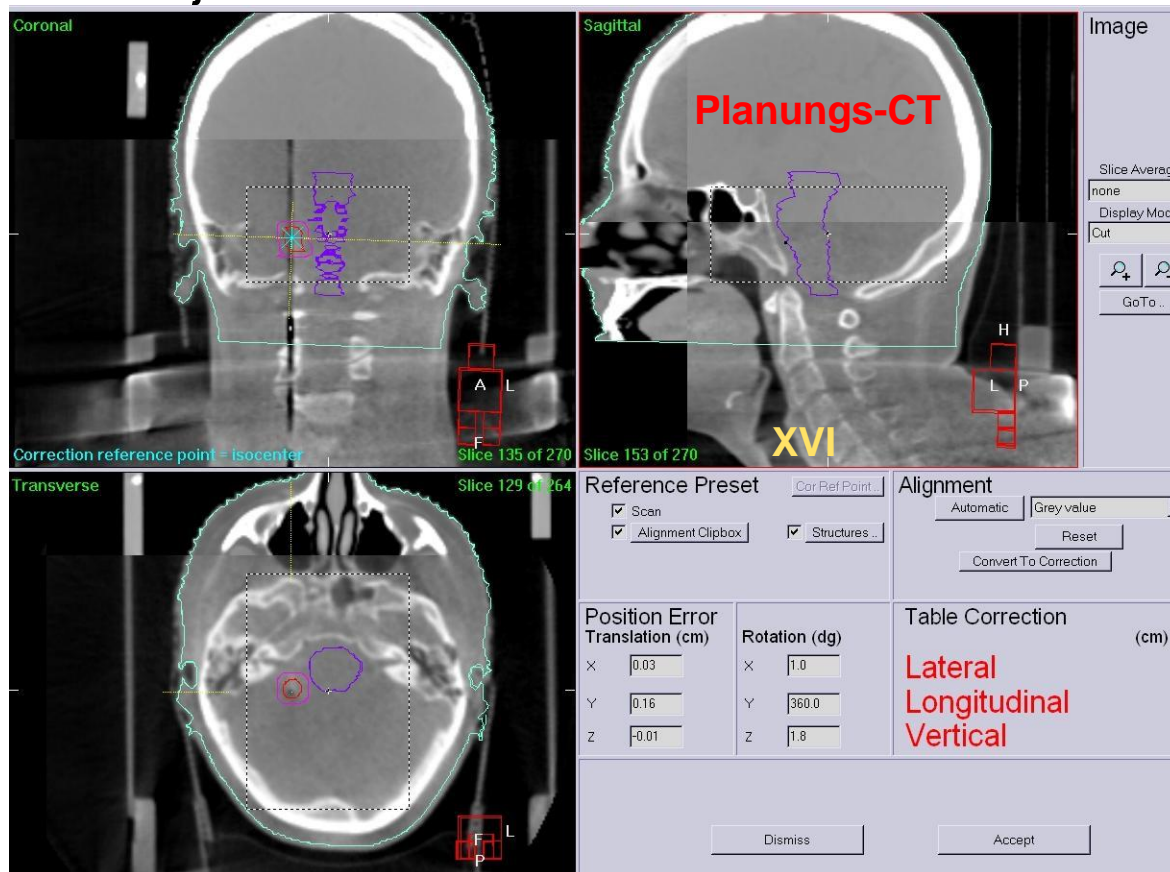 Coronal
A
L
F
Correction reference point = isocenter
Slice 135 of 270
Sagittal
Planungs-CT
H
L
P
XVI
Slice 153 of 270
Image
Slice Averag
none
Display Mod
Cut
GoTo ..
Transverse
Slice 129 of 264
L
F
P
Reference Preset
Cor Ref Point ..
Scan
Alignment Clipbox
Structures ..
Alignment
Automatic
Grey value
Reset
Convert To Correction
Position Error
Translation (cm)
X 0.03
Y 0.16
Z -0.01
Rotation (dg)
X 1.0
Y 360.0
Z 1.8
Table Correction
(cm)
Lateral
Longitudinal
Vertical
Dismiss
Accept